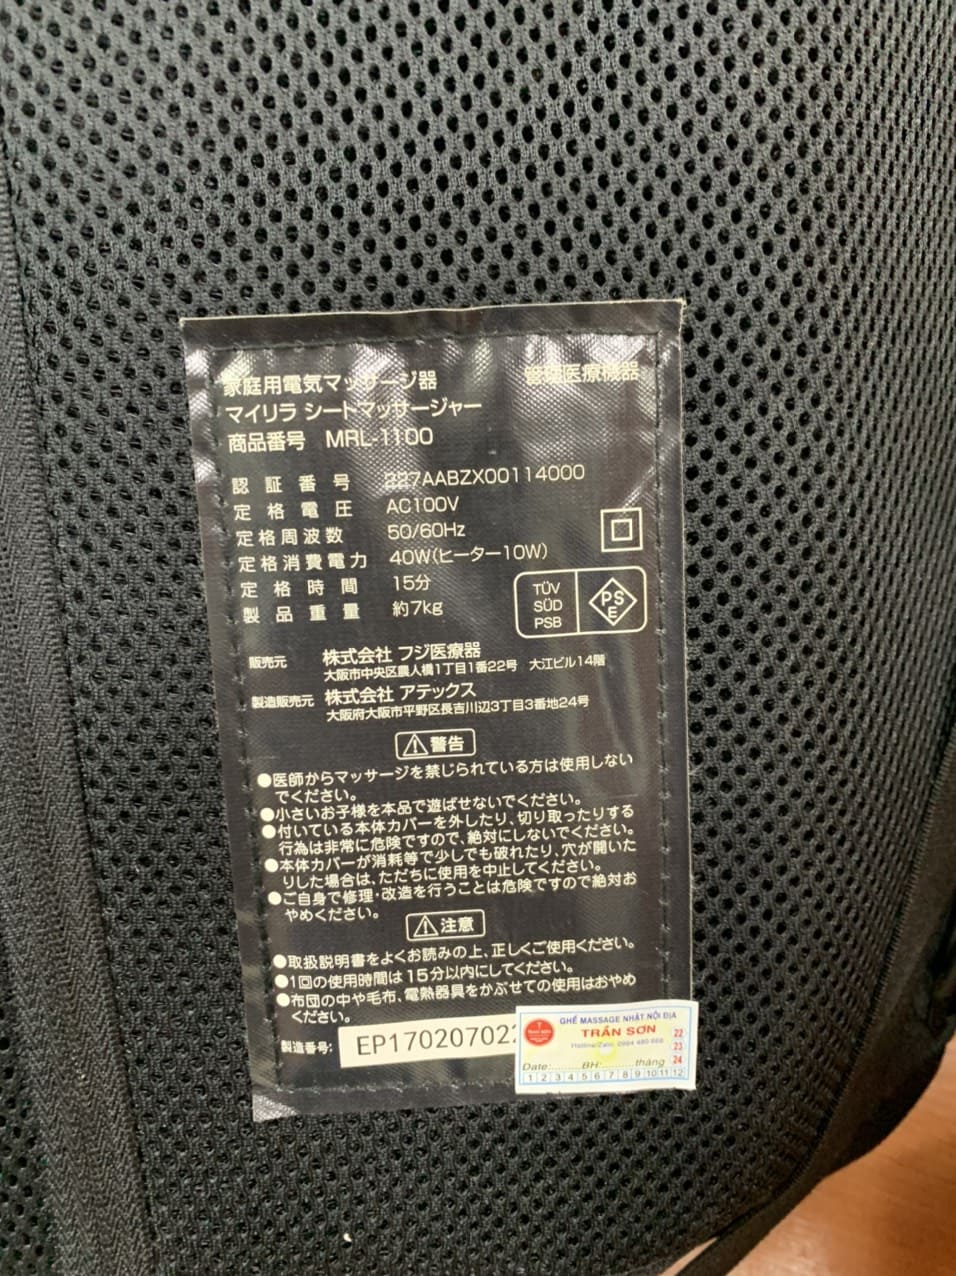 家庭用電気マッサージ器 管理医療機器
マイリラ シートマッサージャー
商品番号 MRL-1100
認証番号 227AABZX00114000
定格電圧 AC100V
定格周波数 50/60Hz
定格消費電力 40W(ヒーター10W)
定格時間 15分
製品重量 約7kg
TÜV
SÜD
PSB
PS
E
販売元 株式会社 フジ医療器
大阪市中央区農人橋1丁目1番22号 大江ビル14階
製造販売元 株式会社 アテックス
大阪府大阪市平野区長吉川辺3丁目3番地24号
警告
●医師からマッサージを禁じられている方は使用しない
でください。
●小さいお子様を本品で遊ばせないでください。
●付いている本体カバーを外したり、切り取ったりする
行為は非常に危険ですので、絶対にしないでください。
●本体カバーが消耗等で少しでも破れたり、穴が開いた
りした場合は、ただちに使用を中止してください。
●ご自身で修理・改造を行うことは危険ですので絶対お
やめください。
注意
●取扱説明書をよくお読みの上、正しくご使用ください。
●1回の使用時間は15分以内にしてください。
●布団の中や毛布、電熱器具をかぶせての使用はおやめ
ください。
製造番号: EP170207022
GHẾ MASSAGE NHẬT NỘI ĐỊA
TRẦN SƠN
Hotline/Zalo: 0984 480 668
22
23
24
Date:..........BH:..........tháng
1 2 3 4 5 6 7 8 9 10 11 12